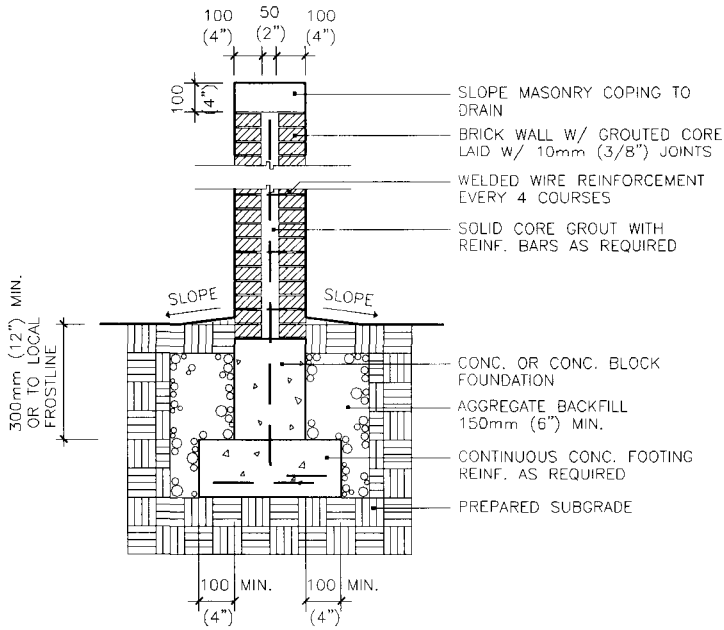 100 50 100
(4") (2") (4")
100
(4")
SLOPE MASONRY COPING TO
DRAIN
BRICK WALL W/ GROUTED CORE
LAID W/ 10mm (3/8") JOINTS
WELDED WIRE REINFORCEMENT
EVERY 4 COURSES
SOLID CORE GROUT WITH
REINF. BARS AS REQUIRED
SLOPE SLOPE
300mm (12") MIN.
OR TO LOCAL
FROSTLINE
CONC. OR CONC. BLOCK
FOUNDATION
AGGREGATE BACKFILL
150mm (6") MIN.
CONTINUOUS CONC. FOOTING
REINF. AS REQUIRED
PREPARED SUBGRADE
100 MIN. 100 MIN.
(4") (4")